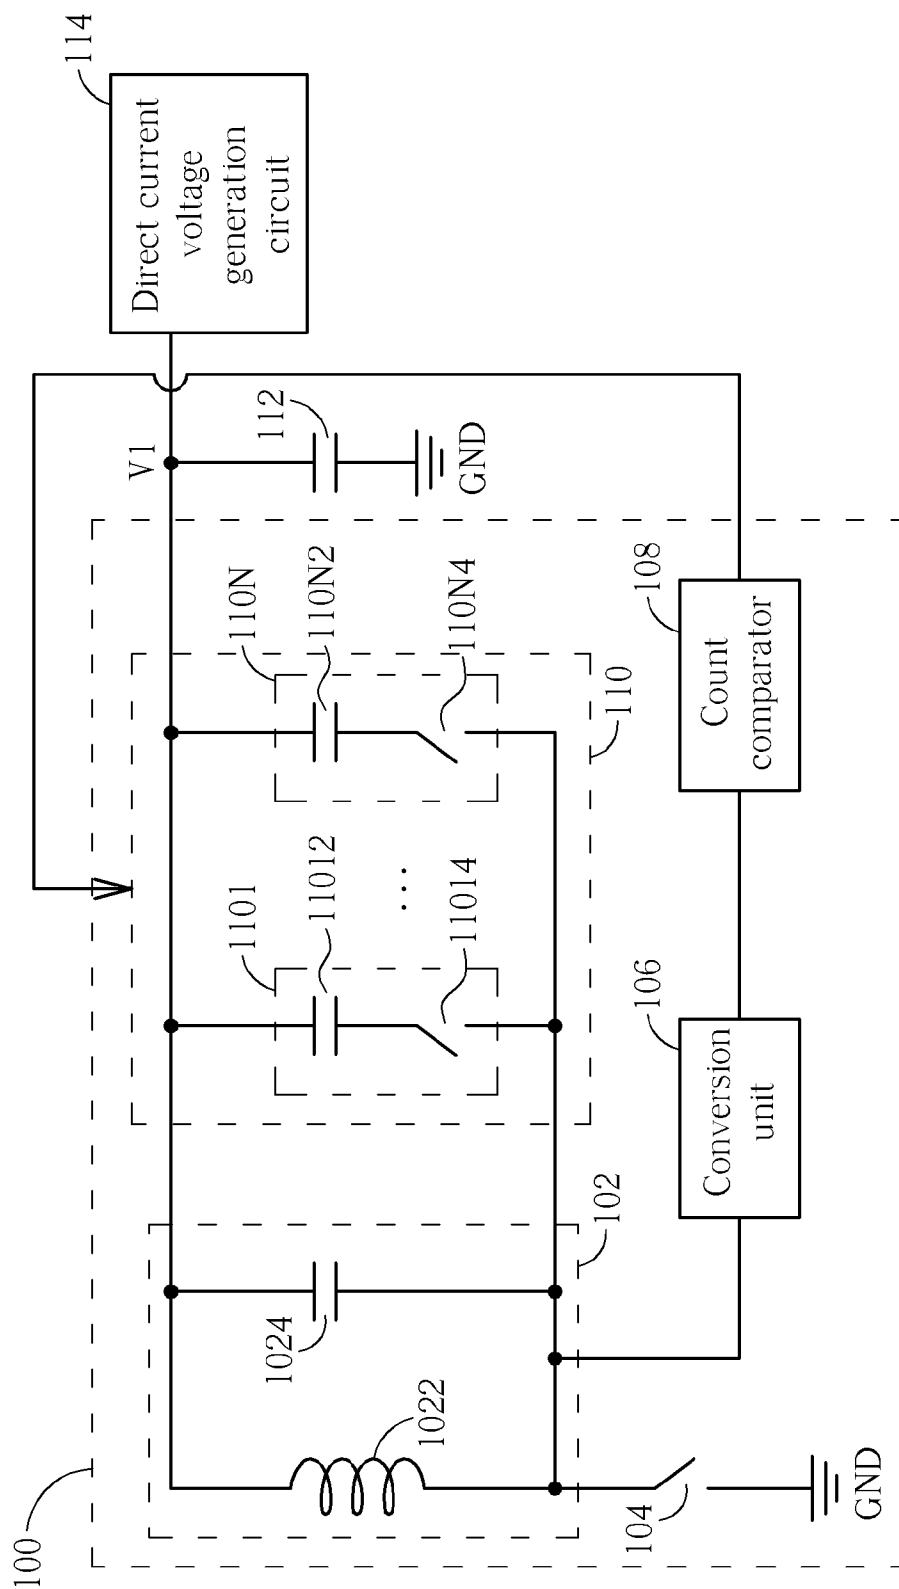 100
114
Direct current
voltage
generation
circuit
V1
112
GND
110N
110N2
110N4
110
1101
11012
11014
...
102
1024
1022
104
GND
106
Conversion
unit
108
Count
comparator